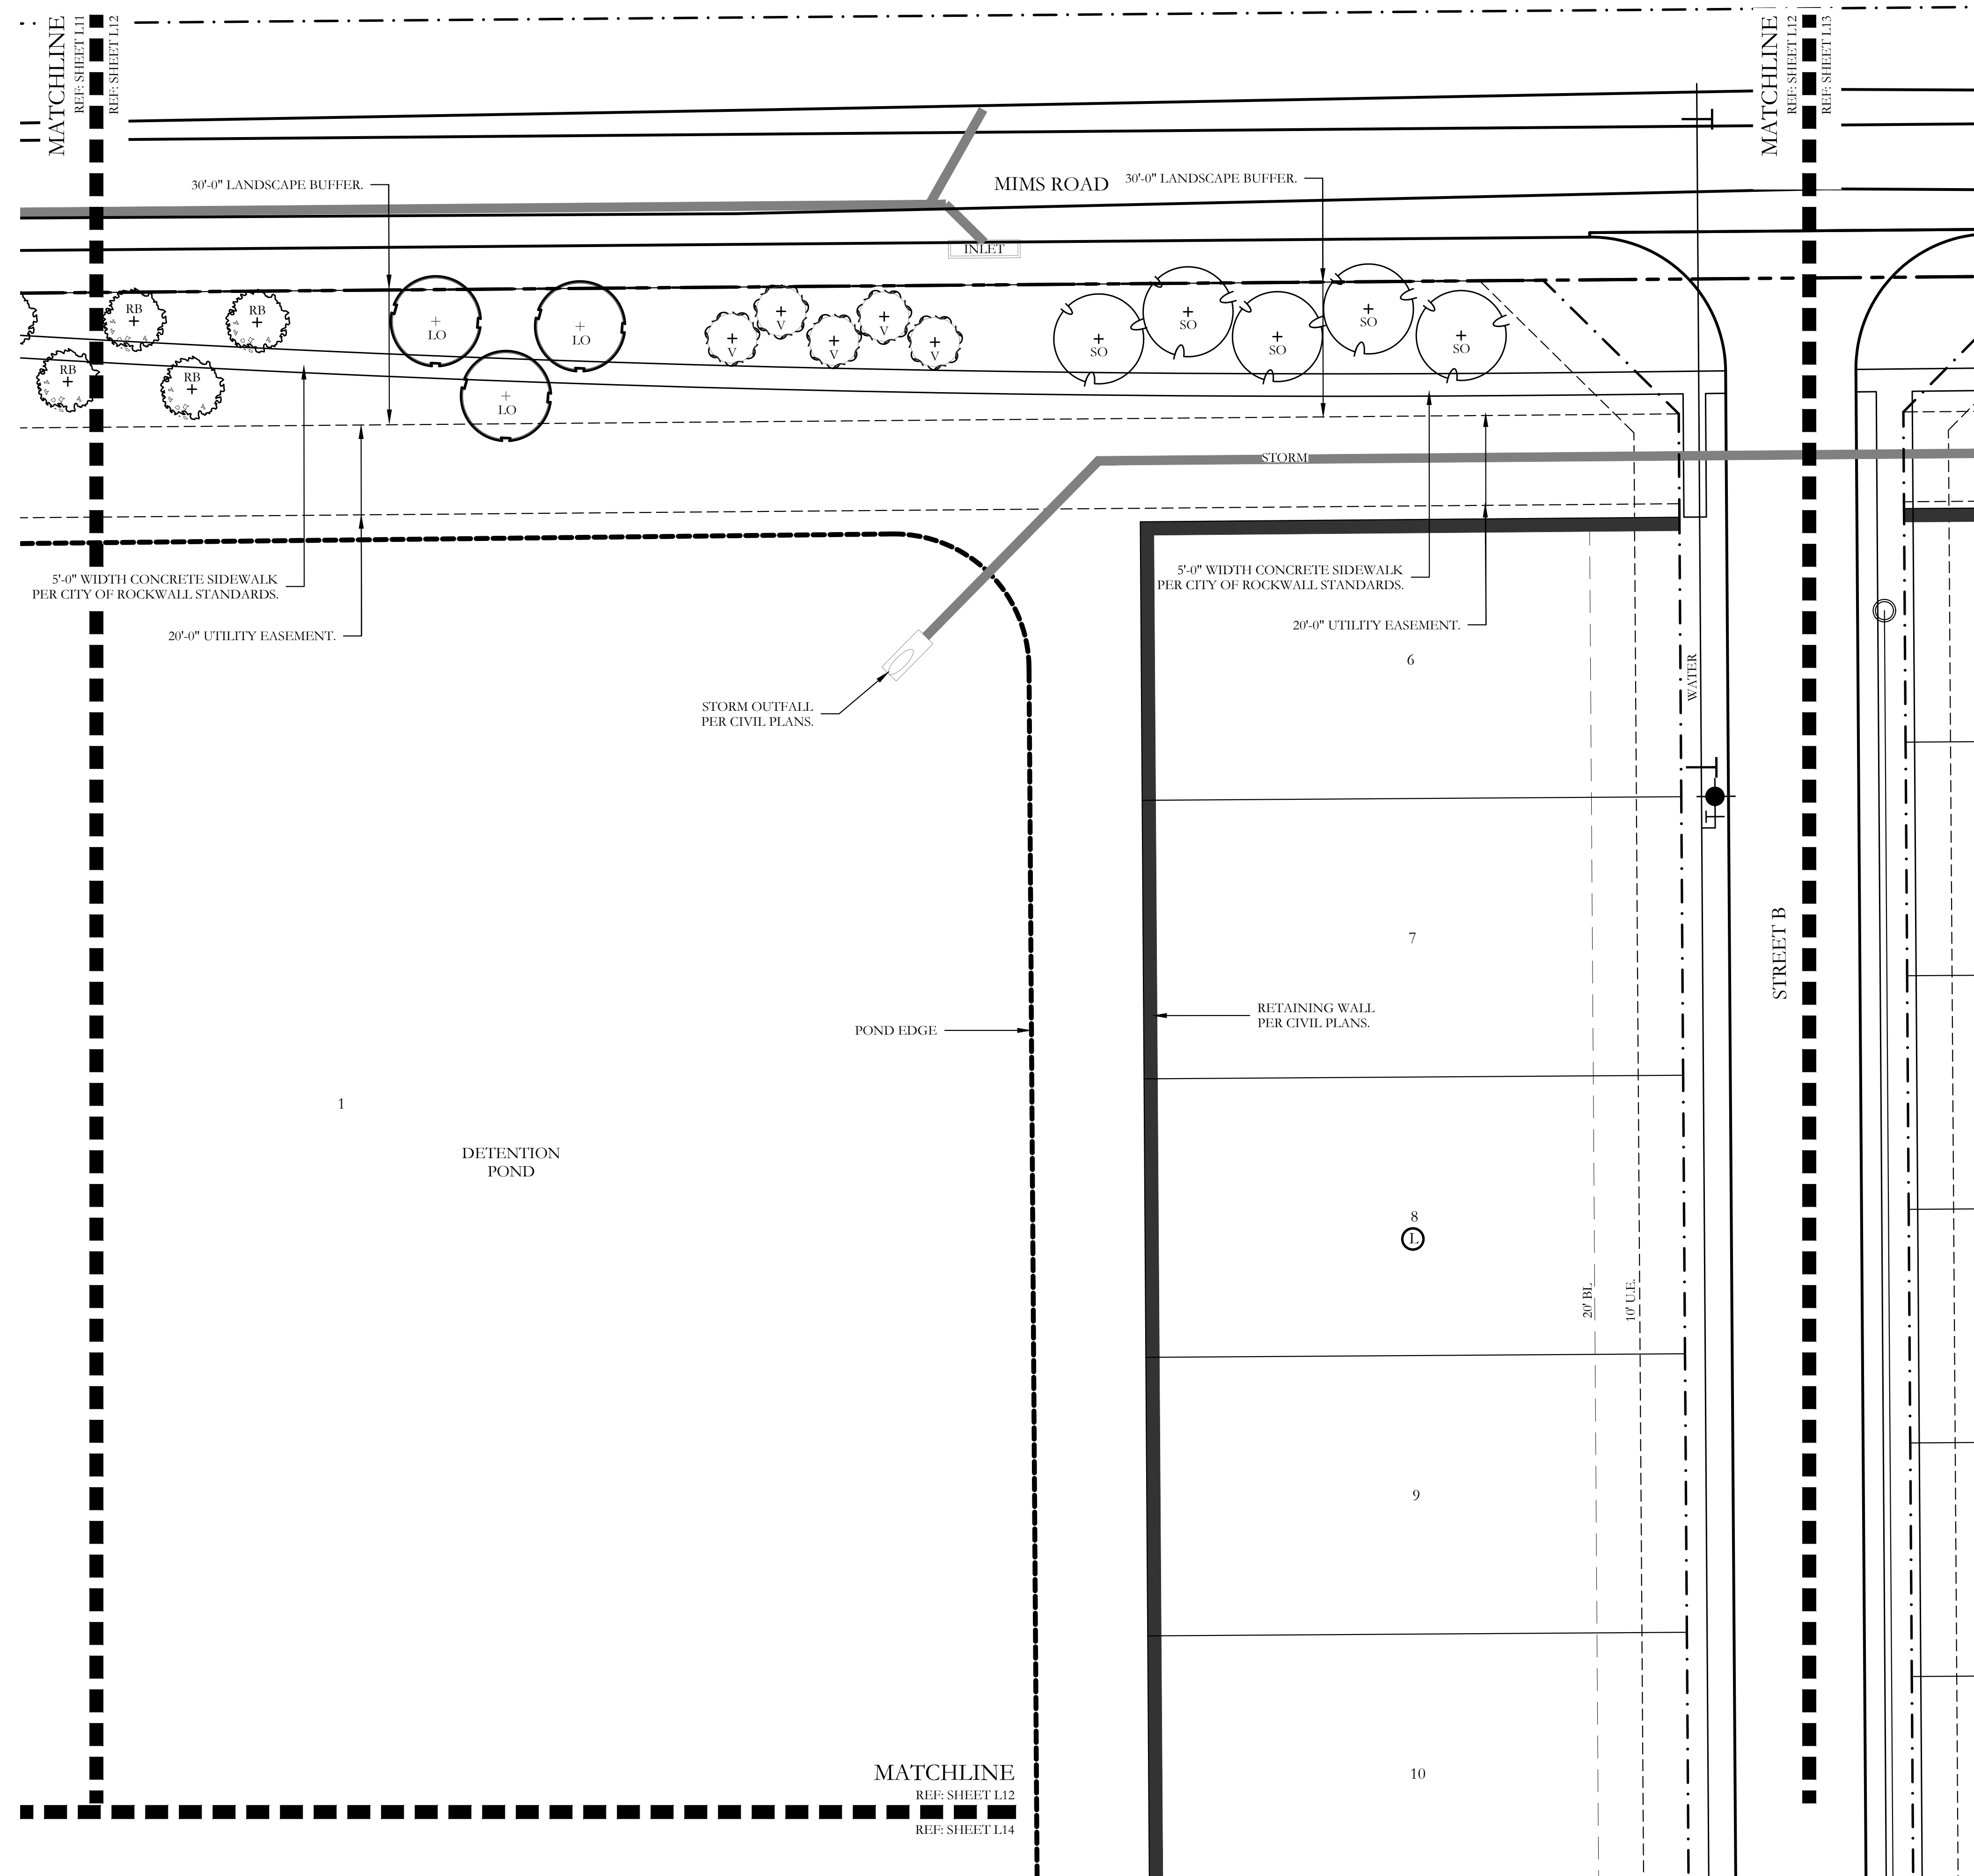 MATCHLINE
REF: SHEET L11
REF: SHEET L12
MATCHLINE
REF: SHEET L12
REF: SHEET L13
30'-0" LANDSCAPE BUFFER.
MIMS ROAD
30'-0" LANDSCAPE BUFFER.
INLET
RB
RB
RB
RB
LO
LO
LO
V
V
V
V
V
SO
SO
SO
SO
SO
STORM
5'-0" WIDTH CONCRETE SIDEWALK
PER CITY OF ROCKWALL STANDARDS.
20'-0" UTILITY EASEMENT.
5'-0" WIDTH CONCRETE SIDEWALK
PER CITY OF ROCKWALL STANDARDS.
20'-0" UTILITY EASEMENT.
6
WATER
STORM OUTFALL
PER CIVIL PLANS.
7
STREET B
RETAINING WALL
PER CIVIL PLANS.
POND EDGE
1
DETENTION
POND
8
L
20' BL
10' U.E.
9
10
MATCHLINE
REF: SHEET L12
REF: SHEET L14